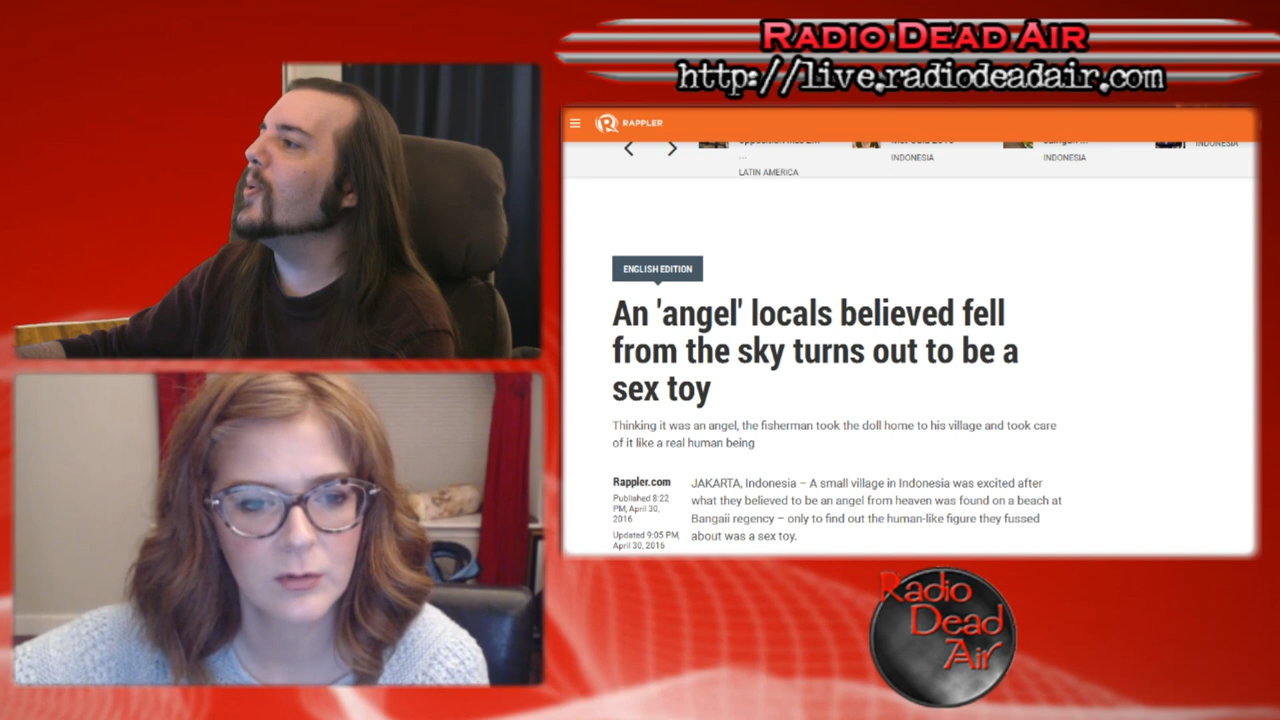 RADIO DEAD AIR
http://live.radiodeadair.com
RAPPLER
...
LATIN AMERICA
INDONESIA
INDONESIA
INDONESIA
ENGLISH EDITION
An 'angel' locals believed fell
from the sky turns out to be a
sex toy
Thinking it was an angel, the fisherman took the doll home to his village and took care
of it like a real human being
Rappler.com
Published 8:22
PM, April 30,
2016
Updated 9:05 PM,
April 30, 2016
JAKARTA, Indonesia – A small village in Indonesia was excited after
what they believed to be an angel from heaven was found on a beach at
Bangaii regency – only to find out the human-like figure they fussed
about was a sex toy.
Radio
Dead
Air